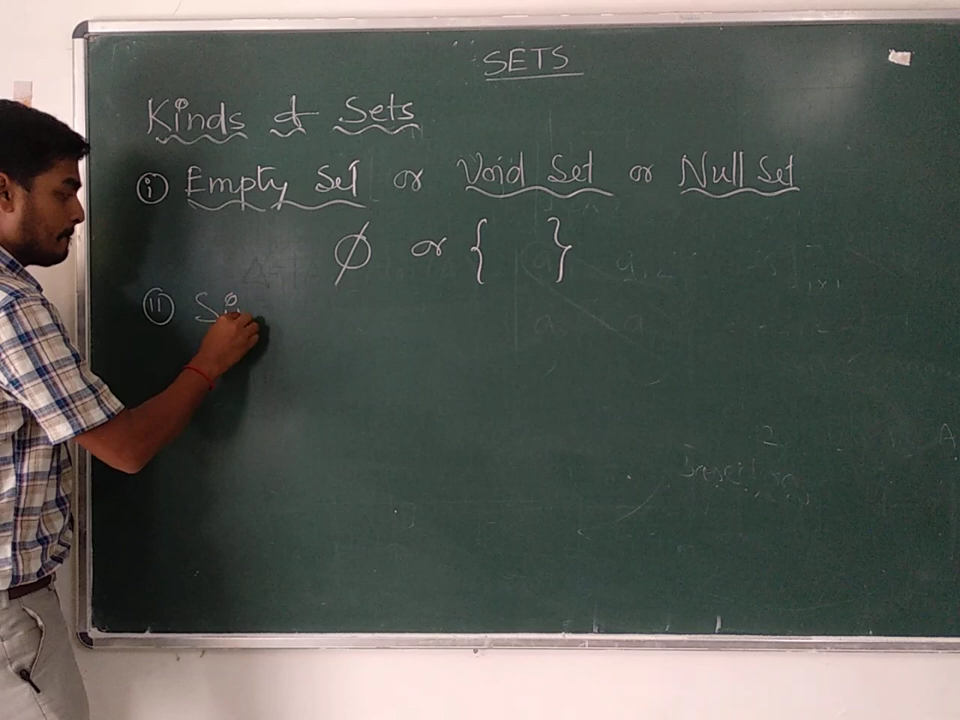 SETS
Kinds of Sets
(i) Empty Set or Void Set or Null Set
∅ or { }
(ii) Si